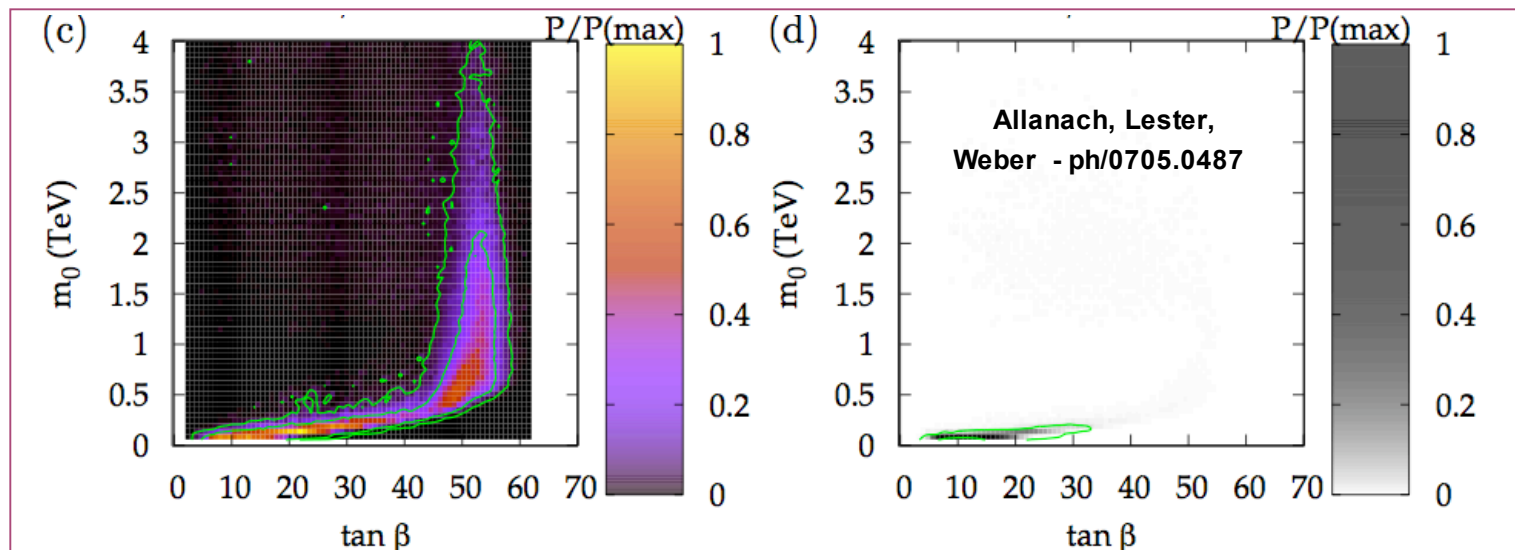 (c)
P/P(max)
4
3.5
3
2.5
2
1.5
1
0.5
0
m0 (TeV)
0 10 20 30 40 50 60 70
tan β
1
0.8
0.6
0.4
0.2
0
(d)
P/P(max)
4
3.5
3
2.5
2
1.5
1
0.5
0
m0 (TeV)
Allanach, Lester,
Weber - ph/0705.0487
0 10 20 30 40 50 60 70
tan β
1
0.8
0.6
0.4
0.2
0